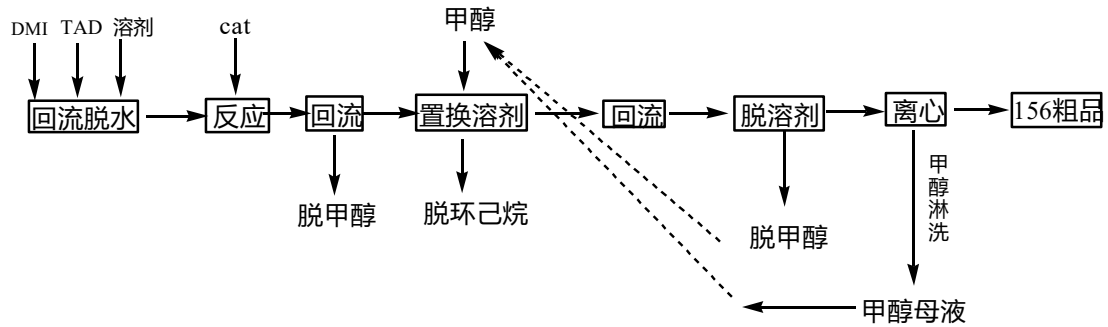 甲醇
DMI TAD 溶剂
cat
回流脱水
反应
回流
置换溶剂
回流
脱溶剂
离心
156粗品
甲醇淋洗
脱甲醇
脱环己烷
脱甲醇
甲醇母液